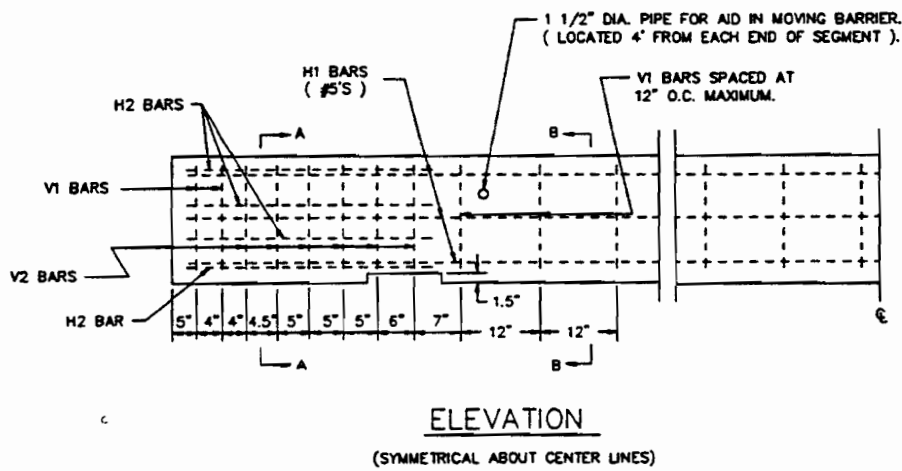 1 1/2" DIA. PIPE FOR AID IN MOVING BARRIER.
( LOCATED 4' FROM EACH END OF SEGMENT ).
H1 BARS
( #5'S )
V1 BARS SPACED AT
12" O.C. MAXIMUM.
H2 BARS
A
B
V1 BARS
V2 BARS
H2 BAR
1.5"
5" 4" 4" 4.5" 5" 5" 5" 6" 7" 12" 12"
℄
A
B
c
ELEVATION
(SYMMETRICAL ABOUT CENTER LINES)